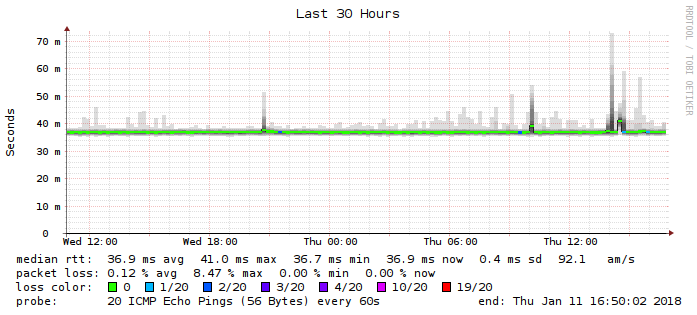 Last 30 Hours
RRDTOOL / TOBI OETIKER
Seconds
70 m
60 m
50 m
40 m
30 m
20 m
10 m
0
Wed 12:00 Wed 18:00 Thu 00:00 Thu 06:00 Thu 12:00
median rtt: 36.9 ms avg 41.0 ms max 36.7 ms min 36.9 ms now 0.4 ms sd 92.1 am/s
packet loss: 0.12 % avg 8.47 % max 0.00 % min 0.00 % now
loss color: 0 1/20 2/20 3/20 4/20 10/20 19/20
probe: 20 ICMP Echo Pings (56 Bytes) every 60s end: Thu Jan 11 16:50:02 2018